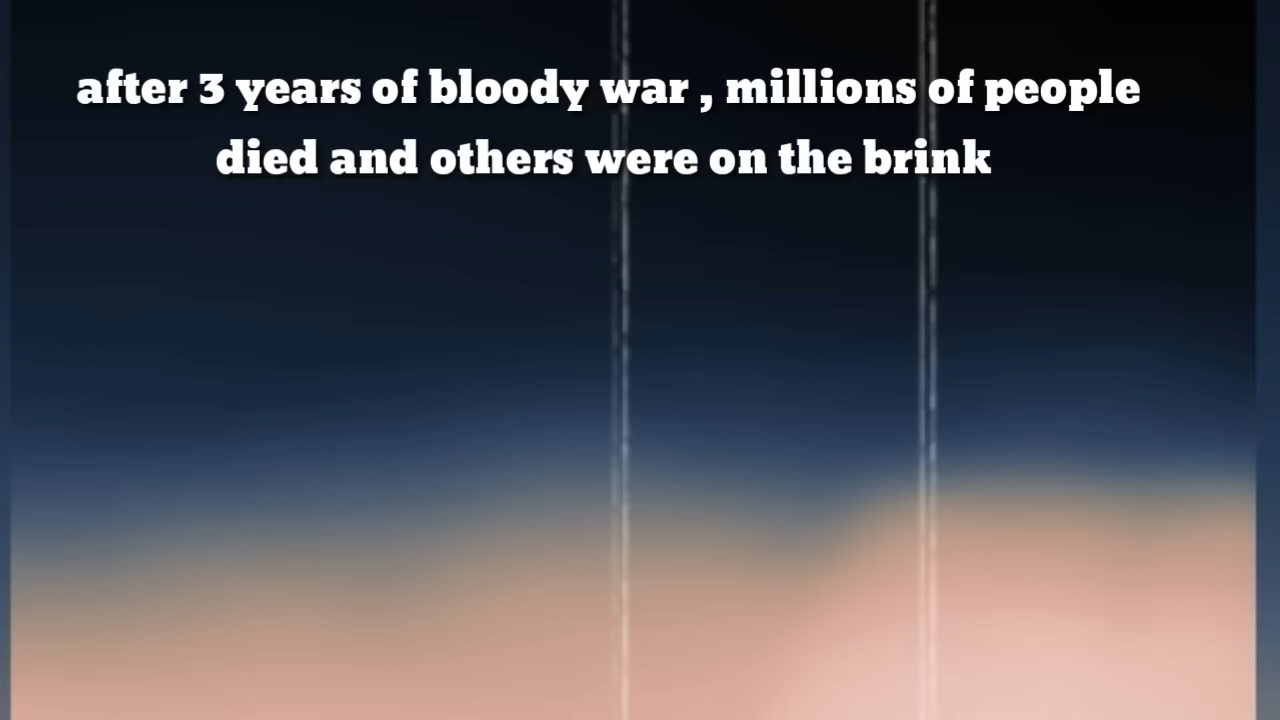 after 3 years of bloody war , millions of people
died and others were on the brink